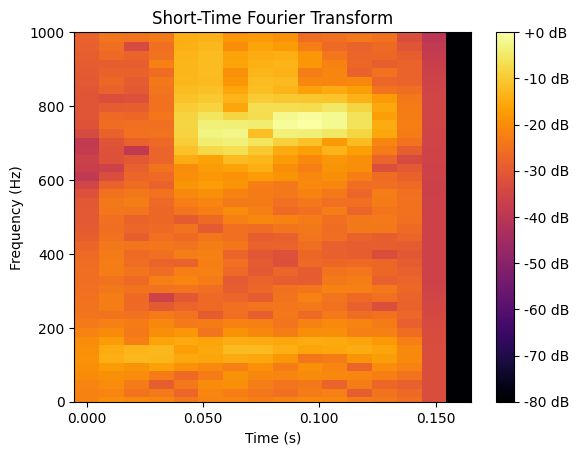 Short-Time Fourier Transform
1000
800
600
400
200
0
Frequency (Hz)
0.000
0.050
0.100
0.150
Time (s)
+0 dB
-10 dB
-20 dB
-30 dB
-40 dB
-50 dB
-60 dB
-70 dB
-80 dB